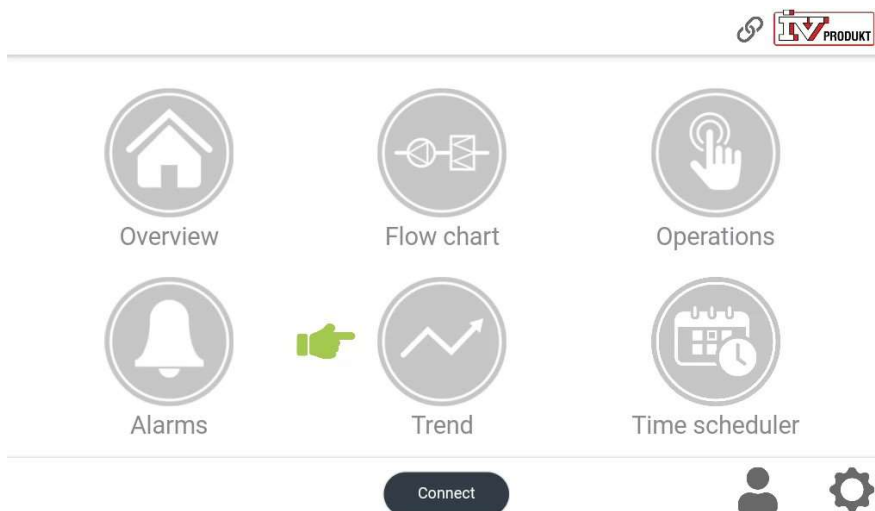 IV PRODUKT
Overview
Flow chart
Operations
Alarms
Trend
Time scheduler
Connect